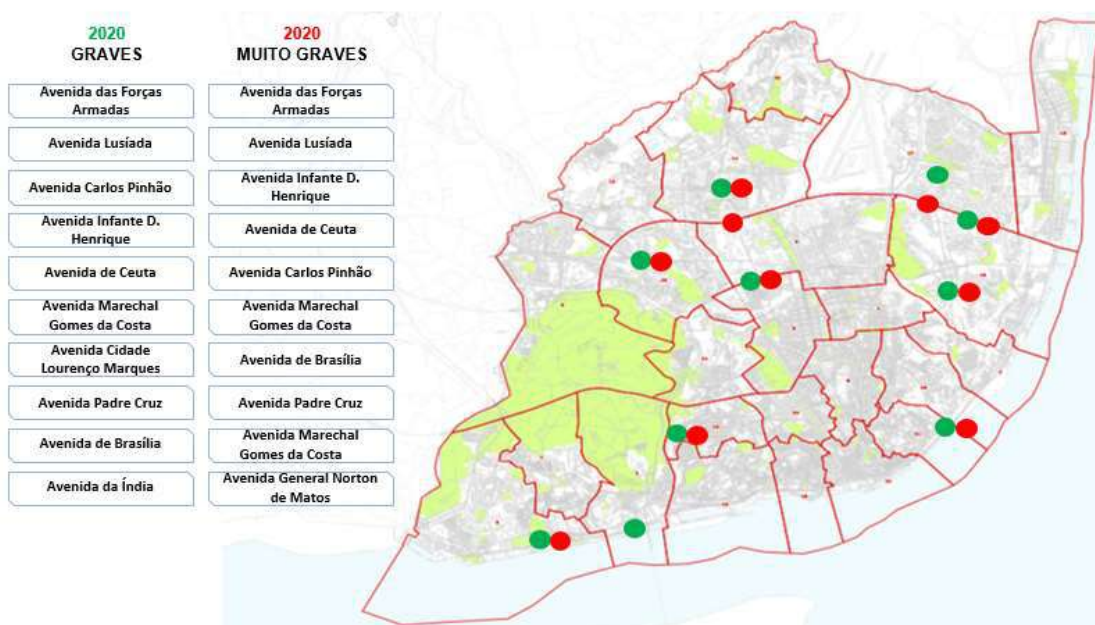 2020
GRAVES
Avenida das Forças
Armadas
Avenida Lusíada
Avenida Carlos Pinhão
Avenida Infante D.
Henrique
Avenida de Ceuta
Avenida Marechal
Gomes da Costa
Avenida Cidade
Lourenço Marques
Avenida Padre Cruz
Avenida de Brasília
Avenida da Índia
2020
MUITO GRAVES
Avenida das Forças
Armadas
Avenida Lusíada
Avenida Infante D.
Henrique
Avenida de Ceuta
Avenida Carlos Pinhão
Avenida Marechal
Gomes da Costa
Avenida de Brasília
Avenida Padre Cruz
Avenida Marechal
Gomes da Costa
Avenida General Norton
de Matos